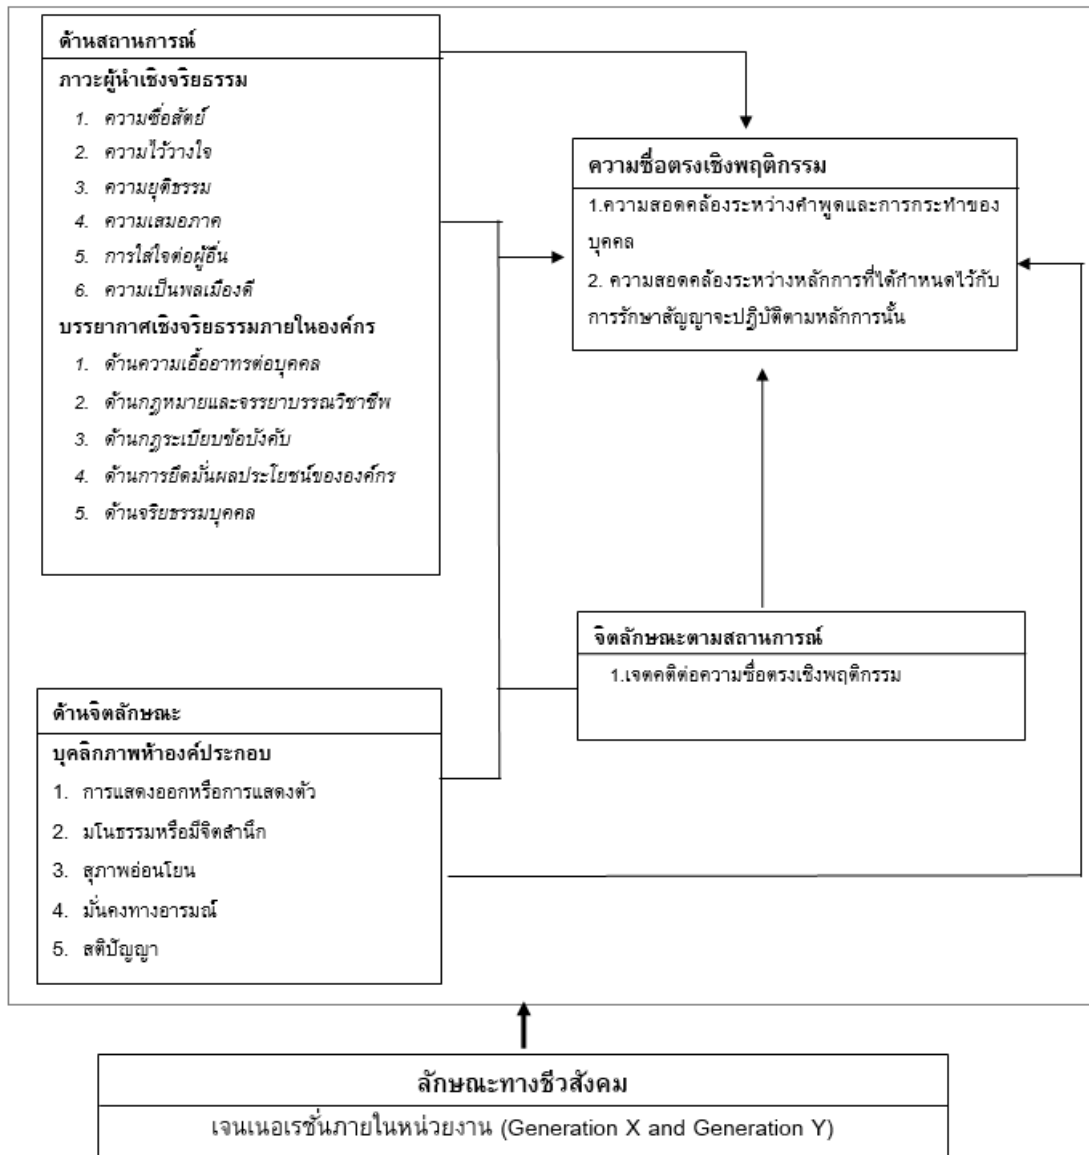 ด้านสถานการณ์
ภาวะผู้นำเชิงจริยธรรม
1. ความซื่อสัตย์
2. ความไว้วางใจ
3. ความยุติธรรม
4. ความเสมอภาค
5. การใส่ใจต่อผู้อื่น
6. ความเป็นพลเมืองดี
บรรยากาศเชิงจริยธรรมภายในองค์กร
1. ด้านความเอื้ออาทรต่อบุคคล
2. ด้านกฎหมายและจรรยาบรรณวิชาชีพ
3. ด้านกฎระเบียบข้อบังคับ
4. ด้านการยึดมั่นผลประโยชน์ขององค์กร
5. ด้านจริยธรรมบุคคล
ความซื่อตรงเชิงพฤติกรรม
1.ความสอดคล้องระหว่างคำพูดและการกระทำของ
บุคคล
2. ความสอดคล้องระหว่างหลักการที่ได้กำหนดไว้กับ
การรักษาสัญญาจะปฏิบัติตามหลักการนั้น
จิตลักษณะตามสถานการณ์
1.เจตคติต่อความซื่อตรงเชิงพฤติกรรม
ด้านจิตลักษณะ
บุคลิกภาพห้าองค์ประกอบ
1. การแสดงออกหรือการแสดงตัว
2. มโนธรรมหรือมีจิตสำนึก
3. สุภาพอ่อนโยน
4. มั่นคงทางอารมณ์
5. สติปัญญา
ลักษณะทางชีวสังคม
เจนเนอเรชั่นภายในหน่วยงาน (Generation X and Generation Y)